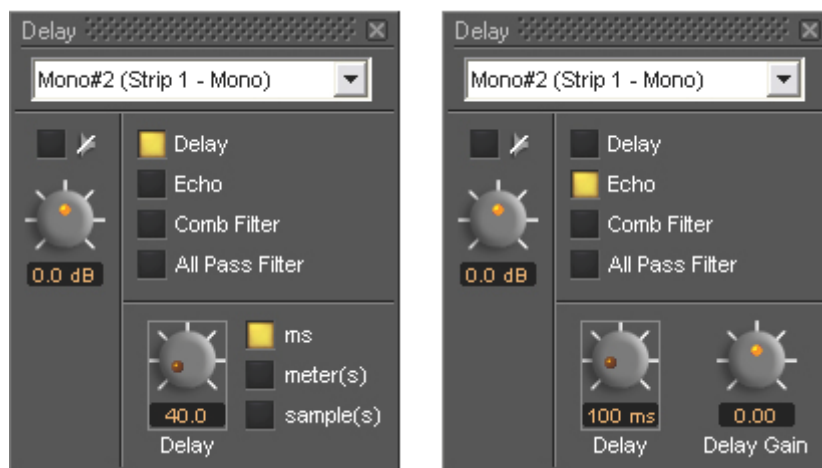 Delay
Mono#2 (Strip 1 - Mono)
Delay
Echo
Comb Filter
All Pass Filter
0.0 dB
ms
meter(s)
sample(s)
40.0
Delay
Delay
Mono#2 (Strip 1 - Mono)
Delay
Echo
Comb Filter
All Pass Filter
0.0 dB
100 ms
0.00
Delay
Delay Gain